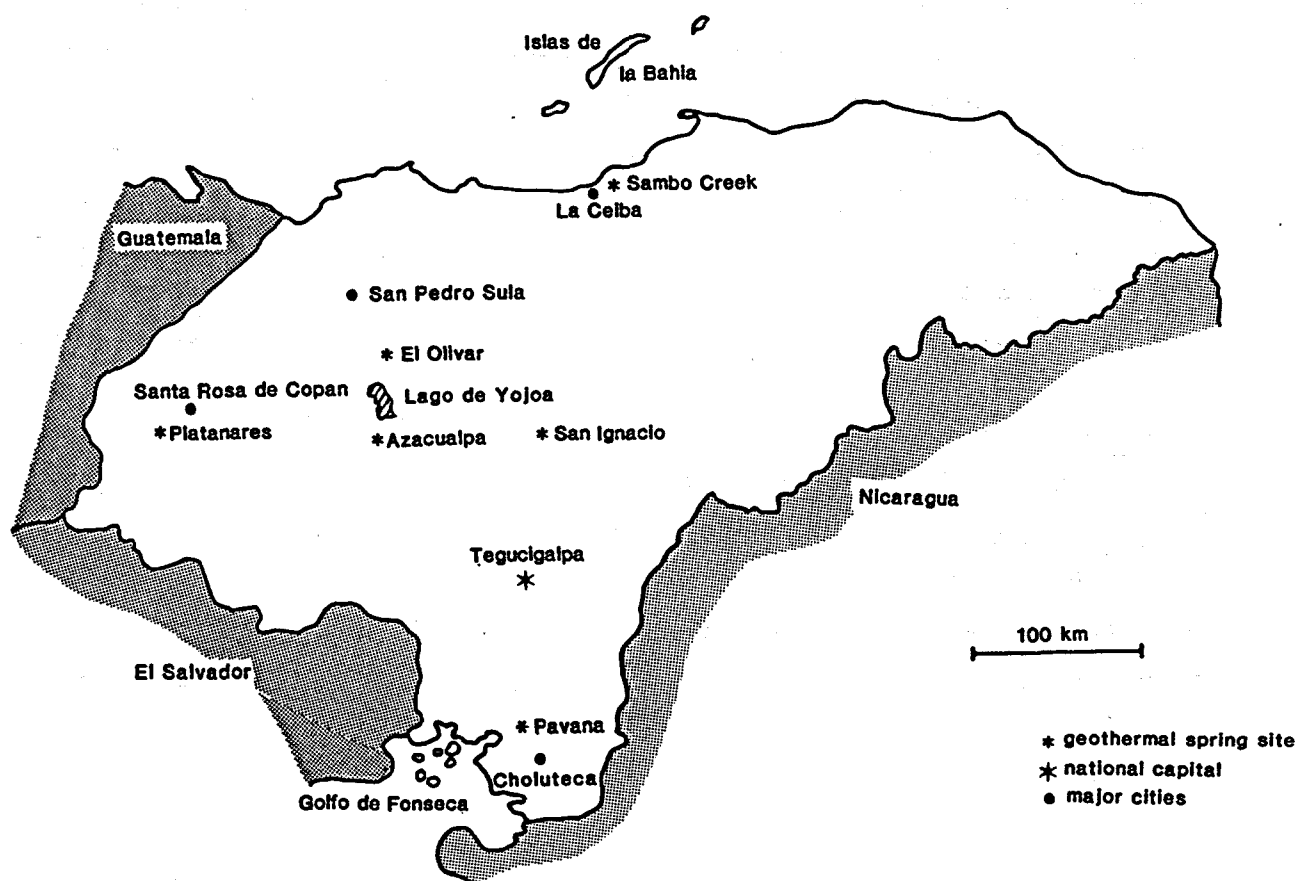 Islas de
la Bahia
* Sambo Creek
La Ceiba
Guatemala
San Pedro Sula
* El Olivar
Santa Rosa de Copan
Lago de Yojoa
* Platanares
* Azacualpa
* San Ignacio
Nicaragua
Tegucigalpa
100 km
El Salvador
* Pavana
* geothermal spring site
national capital
Choluteca
major cities
Golfo de Fonseca